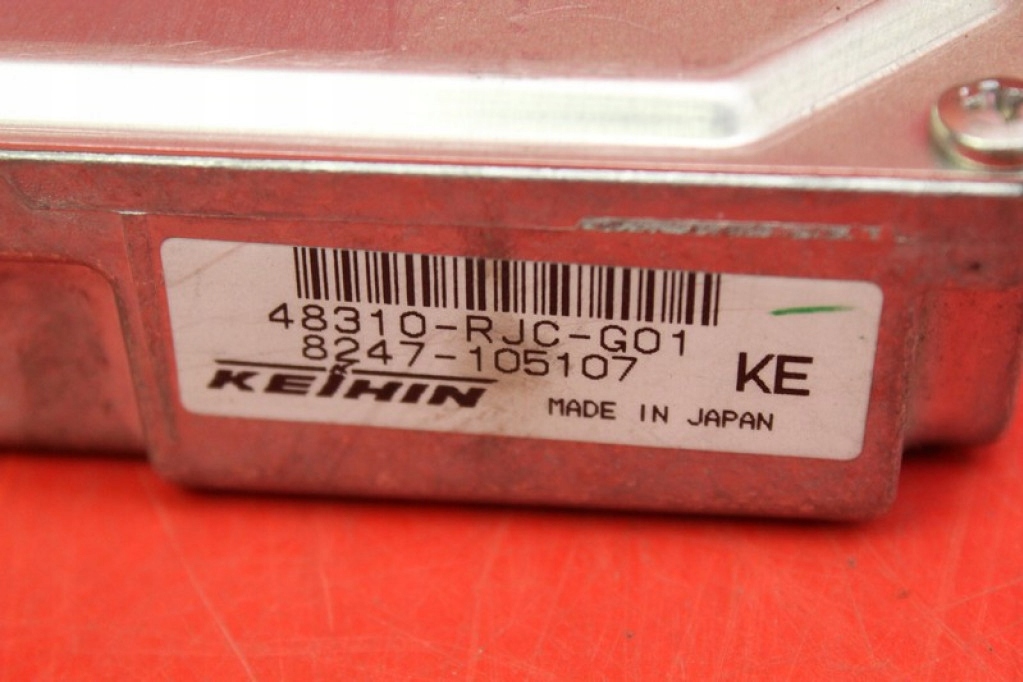 48310-RJC-G01
8247-105107
KE
KEIHIN
MADE IN JAPAN